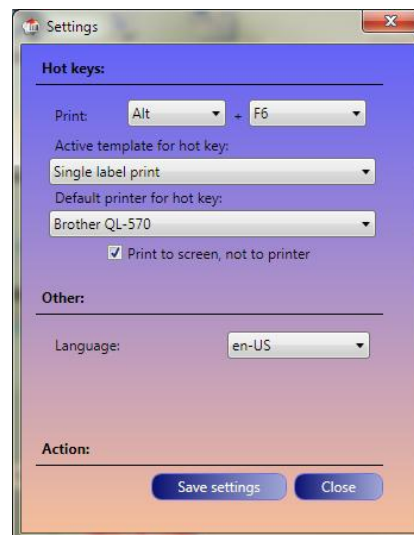 Settings
Hot keys:
Print: Alt + F6
Active template for hot key:
Single label print
Default printer for hot key:
Brother QL-570
Print to screen, not to printer
Other:
Language: en-US
Action:
Save settings Close